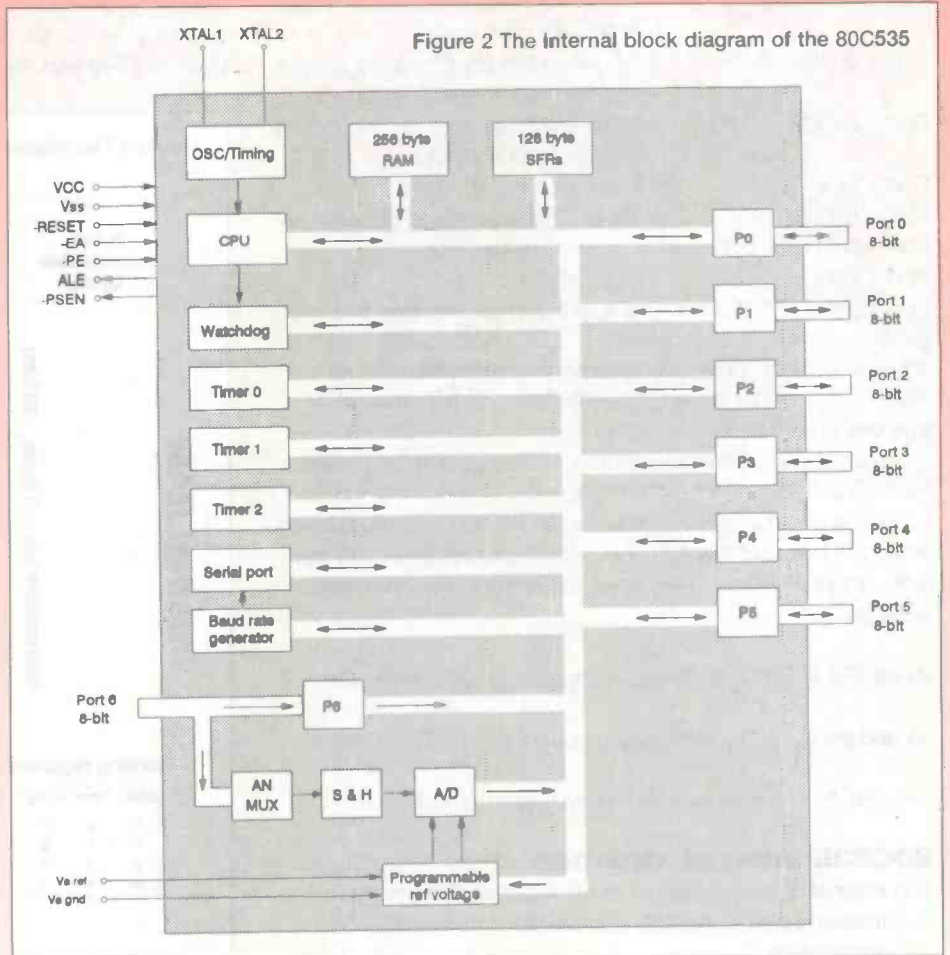 XTAL1 XTAL2
Figure 2 The Internal block diagram of the 80C535
OSC/Timing
256 byte
RAM
128 byte
SFRs
VCC
Vss
-RESET
-EA
-PE
ALE
-PSEN
CPU
P0
Port 0
8-bit
Watchdog
P1
Port 1
8-bit
Timer 0
P2
Port 2
8-bit
Timer 1
P3
Port 3
8-bit
Timer 2
P4
Port 4
8-bit
Serial port
Baud rate
generator
P5
Port 5
8-bit
Port 6
8-bit
P6
AN
MUX
S & H
A/D
Va ref
Va gnd
Programmable
ref voltage